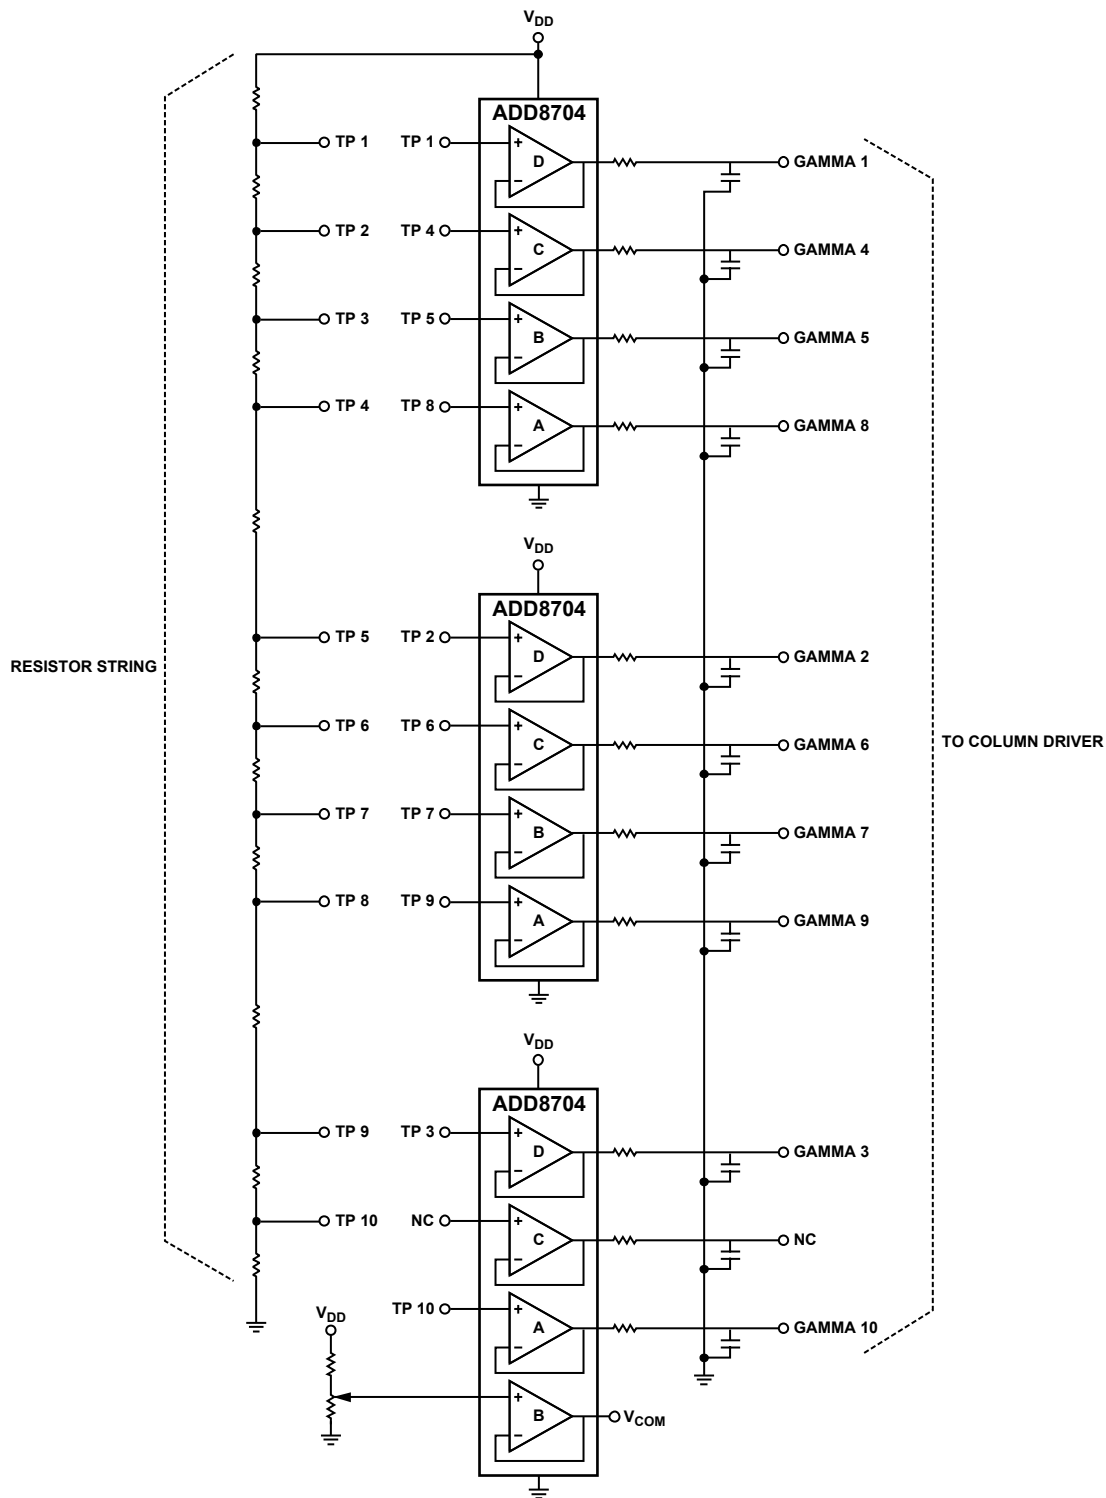 VDD
ADD8704
TP 1 TP 1 + D − GAMMA 1
TP 2 TP 4 + C − GAMMA 4
TP 3 TP 5 + B − GAMMA 5
TP 4 TP 8 + A − GAMMA 8
VDD
ADD8704
TP 5 TP 2 + D − GAMMA 2
RESISTOR STRING
TP 6 TP 6 + C − GAMMA 6
TO COLUMN DRIVER
TP 7 TP 7 + B − GAMMA 7
TP 8 TP 9 + A − GAMMA 9
VDD
ADD8704
TP 9 TP 3 + D − GAMMA 3
TP 10 NC + C − NC
VDD
TP 10 + A − GAMMA 10
+ B − VCOM